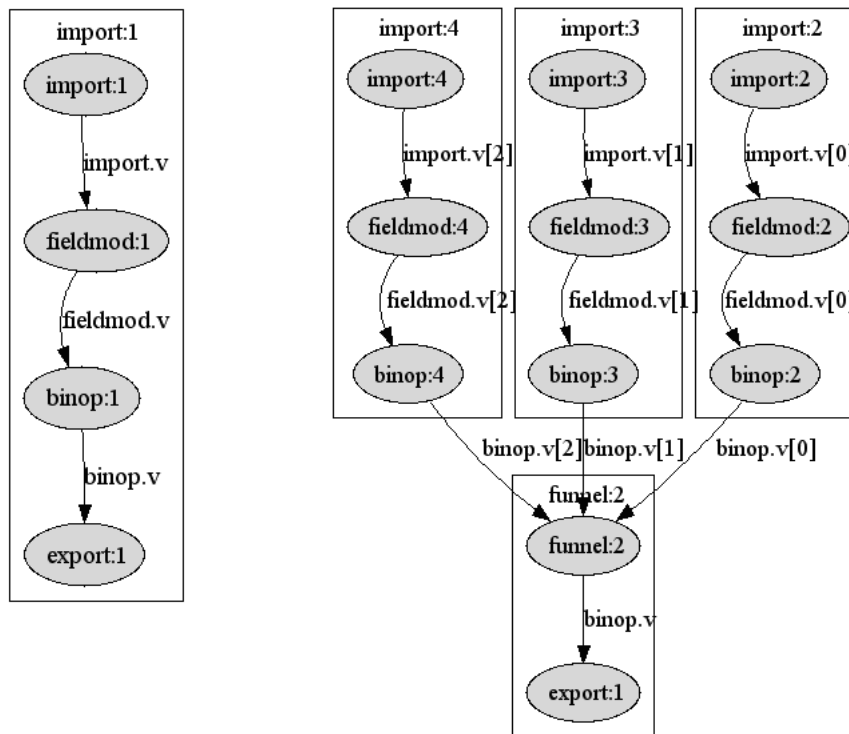 import:1
import:1
import.v
fieldmod:1
fieldmod.v
binop:1
binop.v
export:1
import:4 import:3 import:2
import:4 import:3 import:2
import.v[2] import.v[1] import.v[0]
fieldmod:4 fieldmod:3 fieldmod:2
fieldmod.v[2] fieldmod.v[1] fieldmod.v[0]
binop:4 binop:3 binop:2
binop.v[2] binop.v[1] binop.v[0]
funnel:2
funnel:2
binop.v
export:1